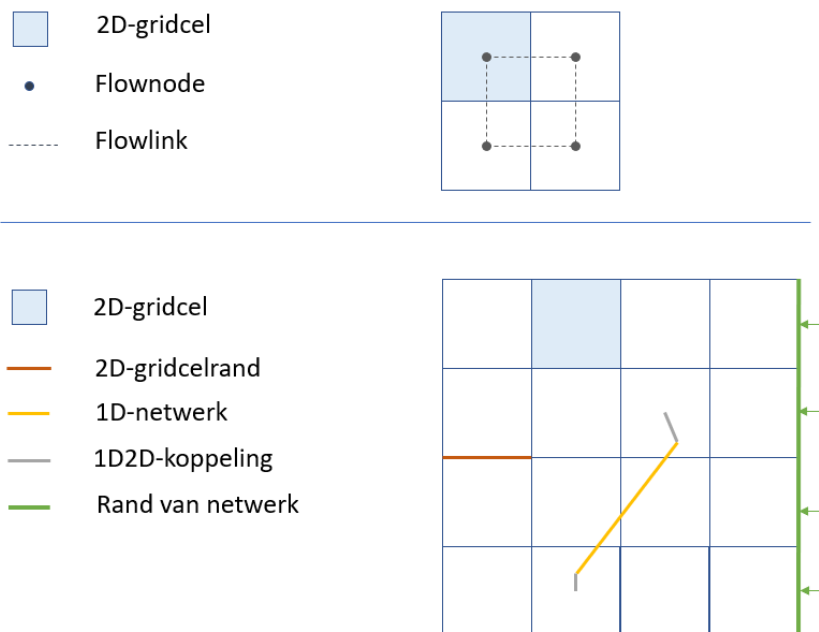 2D-gridcel
Flownode
Flowlink
2D-gridcel
2D-gridcelrand
1D-netwerk
1D2D-koppeling
Rand van netwerk